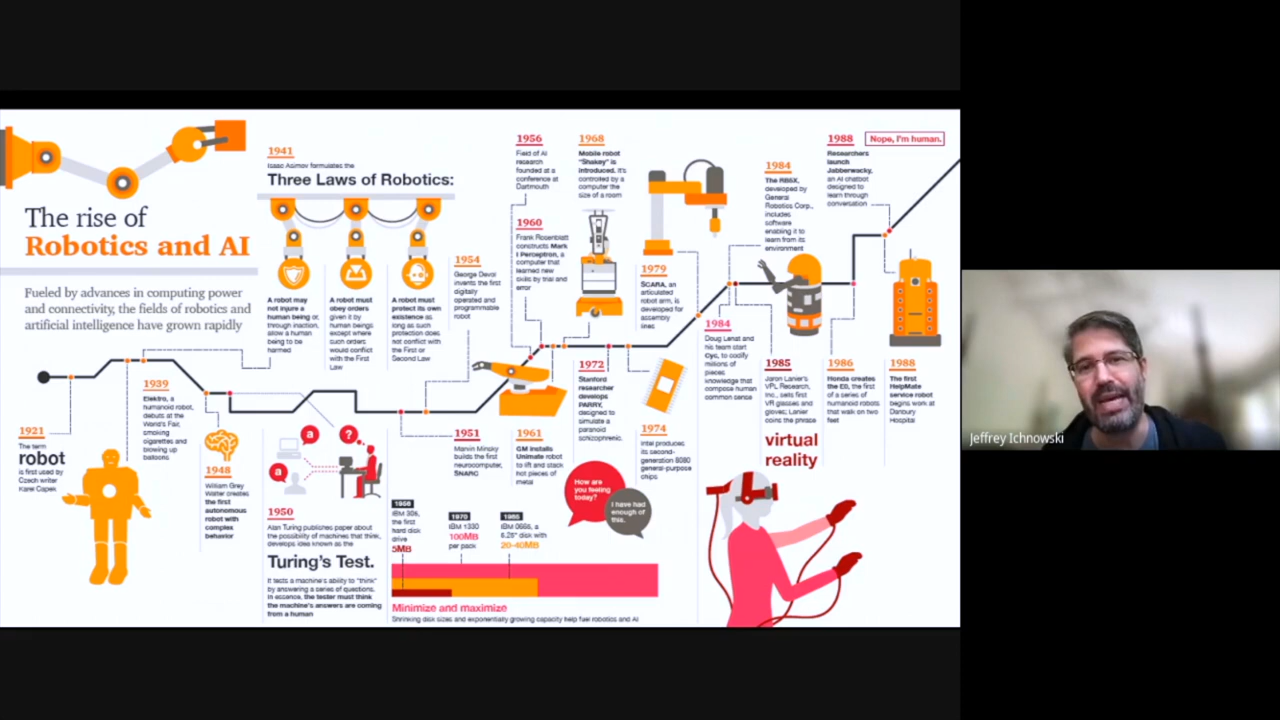 The rise of
Robotics and AI
Fueled by advances in computing power
and connectivity, the fields of robotics and
artificial intelligence have grown rapidly
1921
The term
robot
is first used by
Czech writer
Karel Capek
1939
Elektro, a
humanoid robot,
debuts at the
World's Fair,
smoking
cigarettes and
blowing up
balloons
1941
Isaac Asimov formulates the
Three Laws of Robotics:
A robot may
not injure a
human being or,
through inaction,
allow a human
being to be
harmed
A robot must
obey orders
given it by
human beings
except where
such orders
would conflict
with the First
Law
A robot must
protect its own
existence as
long as such
protection does
not conflict with
the First or
Second Law
1948
William Grey
Walter creates
the first
autonomous
robot with
complex
behavior
a
?
a
1950
Alan Turing publishes paper about
the possibility of machines that think,
develops idea known as the
Turing's Test.
It tests a machine's ability to "think"
by answering a series of questions.
In essence, the tester must think
the machine's answers are coming
from a human
1954
George Devol
invents the first
digitally
operated and
programmable
robot
1951
Marvin Minsky
builds the first
neurocomputer,
SNARC
1956
Field of AI
research
founded at a
conference at
Dartmouth
1960
Frank Rosenblatt
constructs Mark
I Perceptron, a
computer that
learned new
skills by trial and
error
1961
GM installs
Unimate robot
to lift and stack
hot pieces of
metal
1968
Mobile robot
"Shakey" is
introduced. It's
controlled by a
computer the
size of a room
1972
Stanford
researcher
develops
PARRY,
designed to
simulate a
paranoid
schizophrenic.
How are
you feeling
today?
I have had
enough of
this.
1974
Intel produces
its second-
generation 8080
general-purpose
chips
1979
SCARA, an
articulated
robot arm, is
developed for
assembly
lines
1984
Doug Lenat and
his team start
Cyc, to codify
millions of
pieces
knowledge that
compose human
common sense
1984
The RB5X,
developed by
General
Robotics Corp.,
includes
software
enabling it to
learn from its
environment
1985
Jaron Lanier's
VPL Research,
Inc., sells first
VR glasses and
gloves; Lanier
coins the phrase
virtual
reality
1986
Honda creates
the E0, the first
of a series of
humanoid robots
that walk on two
feet
1988
Nope, I'm human.
Researchers
launch
Jabberwacky,
an AI chatbot
designed to
learn through
conversation
1988
The first
HelpMate
service robot
begins work at
Danbury
Hospital
the first
hard disk
drive
5MB
1970
IBM 1330
100MB
per pack
IBM 0665, a
5.25" disk with
20-40MB
Minimize and maximize
Shrinking disk sizes and exponentially growing capacity help fuel robotics and AI
Jeffrey Ichnowski